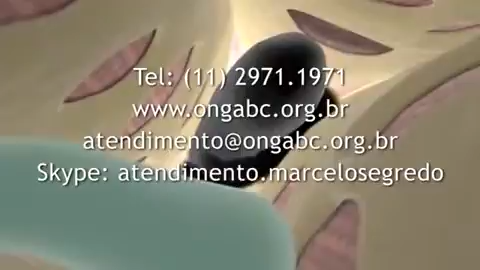 Tel: (11) 2971.1971
www.ongabc.org.br
atendimento@ongabc.org.br
Skype: atendimento.marcelosegredo